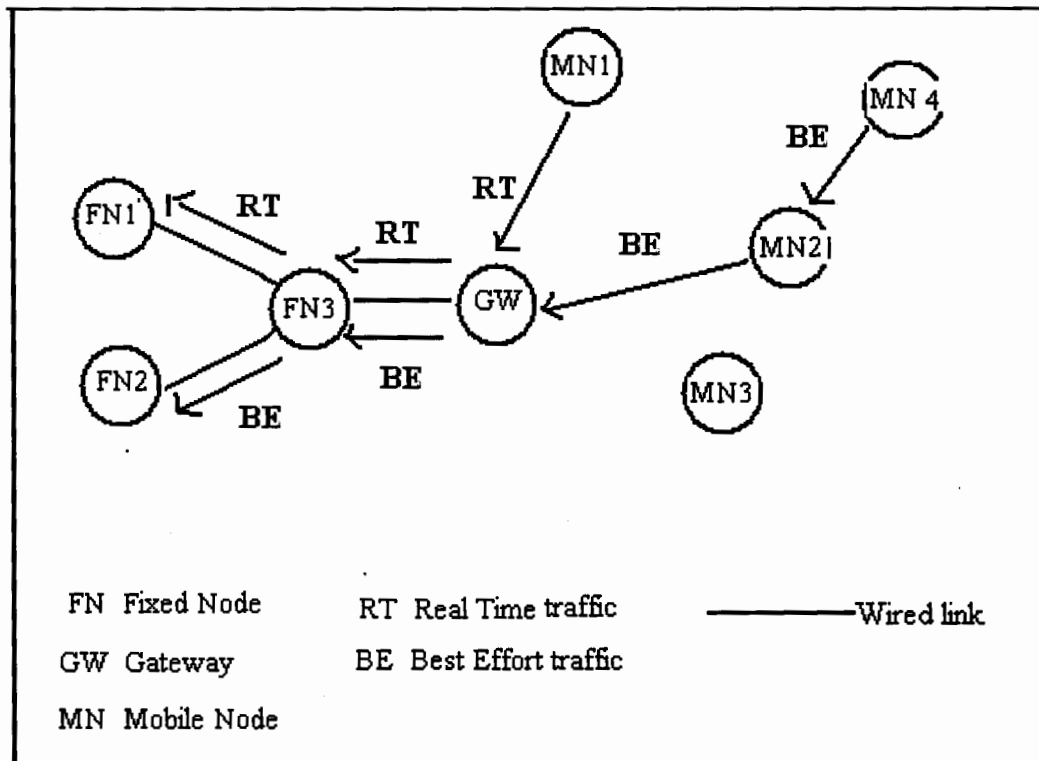 MN1
MN 4
BE
RT
FN1
RT
RT
BE
MN2
FN3
GW
FN2
BE
BE
MN3
FN Fixed Node
RT Real Time traffic
Wired link
GW Gateway
BE Best Effort traffic
MN Mobile Node